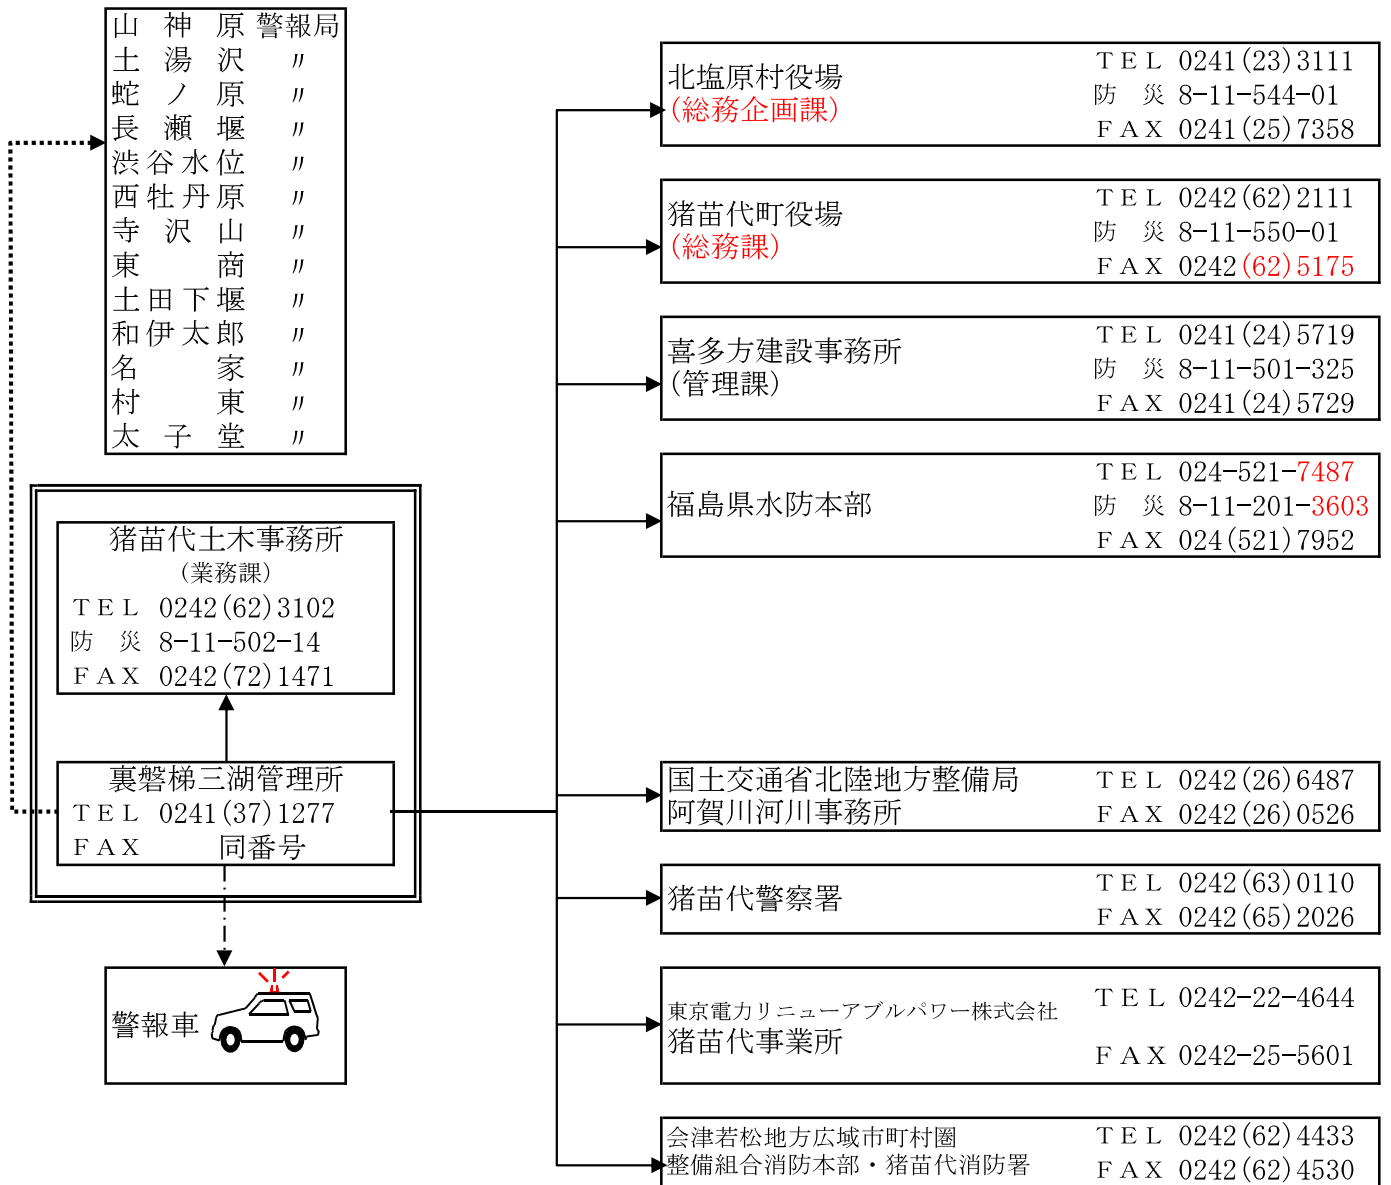 山神原警報局
土湯沢 〃
蛇ノ原 〃
長瀬堰 〃
渋谷水位 〃
西牡丹原 〃
寺沢山 〃
東商 〃
土田下堰 〃
和伊太郎 〃
名家 〃
村東 〃
太子堂 〃
猪苗代土木事務所
(業務課)
ＴＥＬ 0242(62)3102
防　災 8-11-502-14
ＦＡＸ 0242(72)1471
裏磐梯三湖管理所
ＴＥＬ 0241(37)1277
ＦＡＸ 同番号
警報車
北塩原村役場
(総務企画課)
ＴＥＬ 0241(23)3111
防　災 8-11-544-01
ＦＡＸ 0241(25)7358
猪苗代町役場
(総務課)
ＴＥＬ 0242(62)2111
防　災 8-11-550-01
ＦＡＸ 0242(62)5175
喜多方建設事務所
(管理課)
ＴＥＬ 0241(24)5719
防　災 8-11-501-325
ＦＡＸ 0241(24)5729
福島県水防本部
ＴＥＬ 024-521-7487
防　災 8-11-201-3603
ＦＡＸ 024(521)7952
国土交通省北陸地方整備局
阿賀川河川事務所
ＴＥＬ 0242(26)6487
ＦＡＸ 0242(26)0526
猪苗代警察署
ＴＥＬ 0242(63)0110
ＦＡＸ 0242(65)2026
東京電力リニューアブルパワー株式会社
猪苗代事業所
ＴＥＬ 0242-22-4644
ＦＡＸ 0242-25-5601
会津若松地方広域市町村圏
整備組合消防本部・猪苗代消防署
ＴＥＬ 0242(62)4433
ＦＡＸ 0242(62)4530